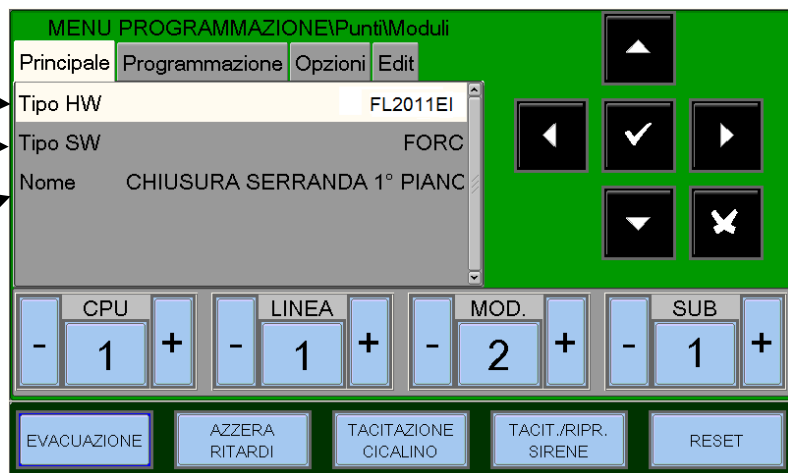 MENU PROGRAMMAZIONE\Punti\Moduli
Principale Programmazione Opzioni Edit
Tipo HW FL2011EI
Tipo SW FORC
Nome CHIUSURA SERRANDA 1° PIANC
CPU LINEA MOD. SUB
- 1 + - 1 + - 2 + - 1 +
EVACUAZIONE AZZERA RITARDI TACITAZIONE CICALINO TACIT./RIPR. SIRENE RESET